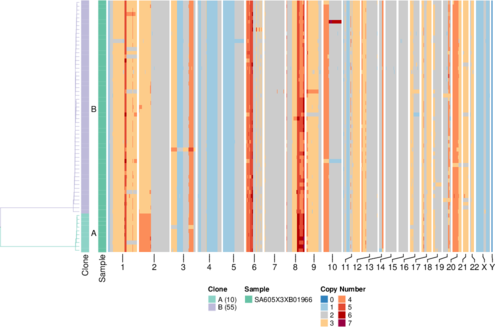 B
A
Clone
Sample
1 2 3 4 5 6 7 8 9 10 11 12 13 14 15 16 17 18 19 20 21 22 X Y
Clone Sample Copy Number
A (10) SA605X3XB01966 0 4
B (55) 1 5
2 6
3 7